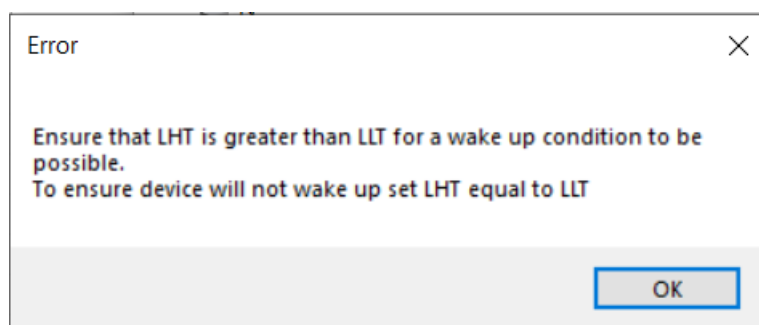 Error
Ensure that LHT is greater than LLT for a wake up condition to be
possible.
To ensure device will not wake up set LHT equal to LLT
OK